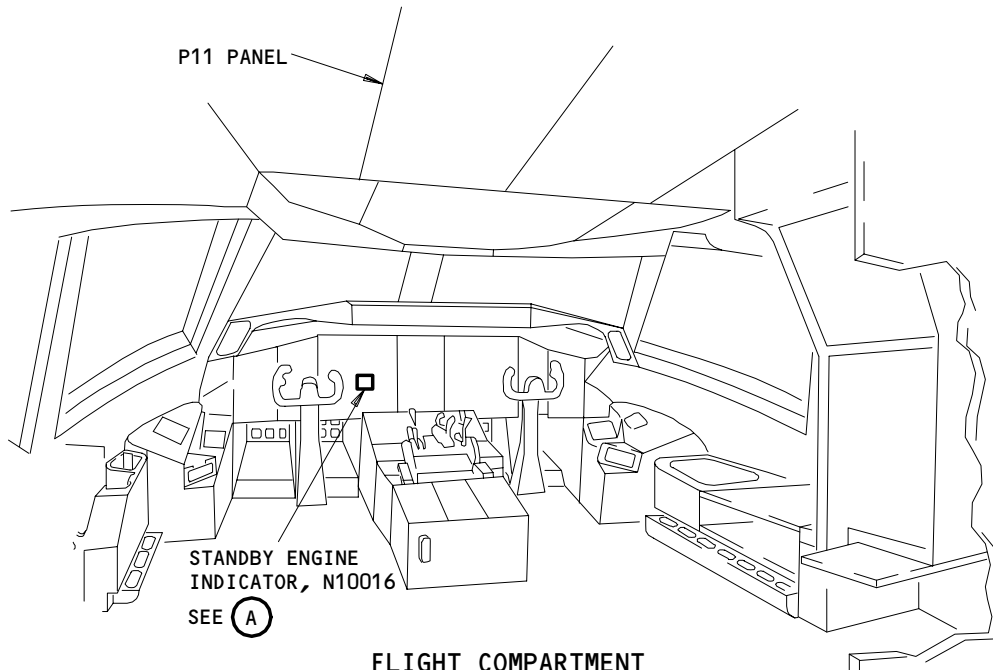 P11 PANEL
STANDBY ENGINE
INDICATOR, N10016
SEE A
FLIGHT COMPARTMENT